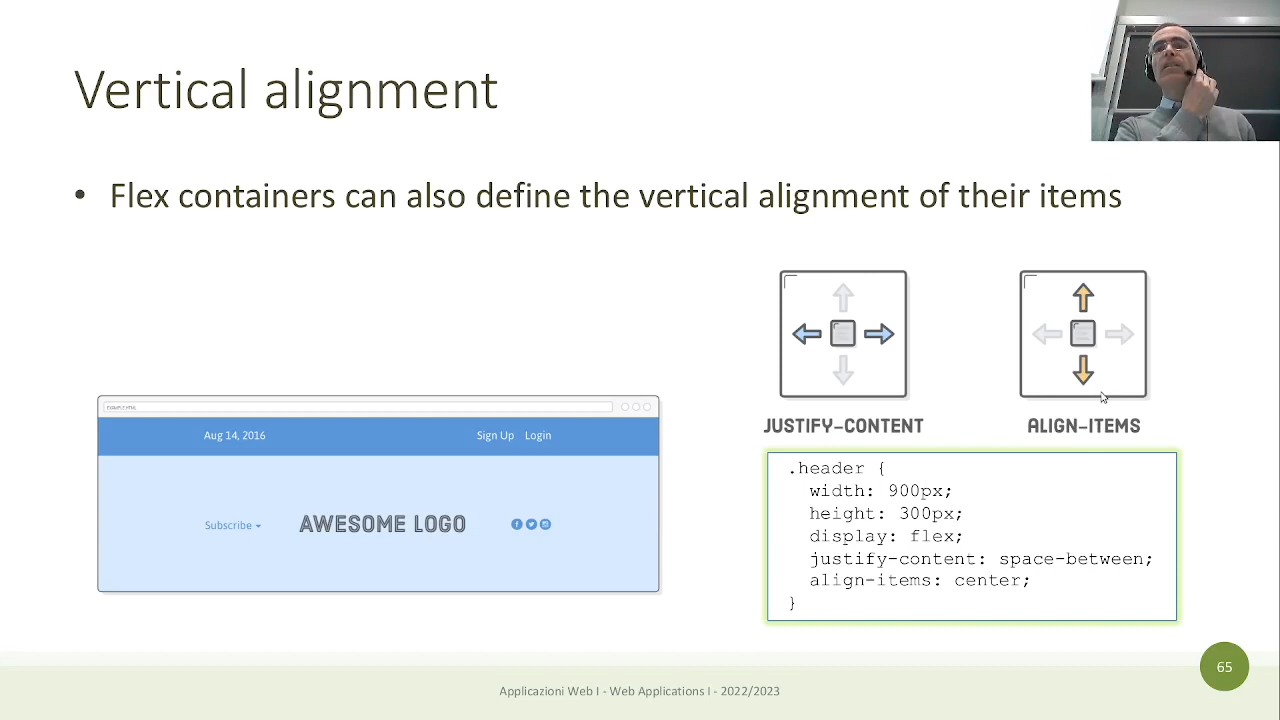 Vertical alignment
• Flex containers can also define the vertical alignment of their items
JUSTIFY-CONTENT
ALIGN-ITEMS
EXAMPLE.HTML
Aug 14, 2016
Sign Up
Login
Subscribe
AWESOME LOGO
.header {
width: 900px;
height: 300px;
display: flex;
justify-content: space-between;
align-items: center;
}
65
Applicazioni Web I - Web Applications I - 2022/2023